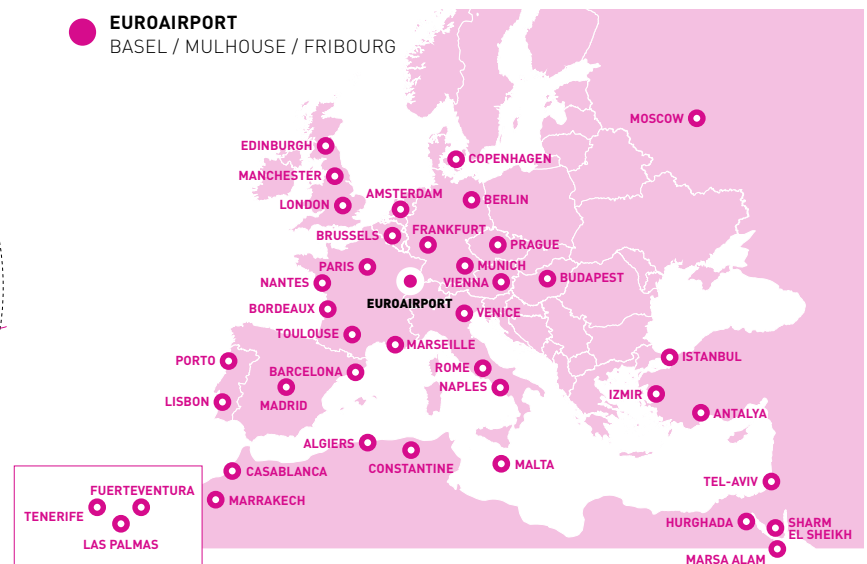 EUROAIRPORT
BASEL / MULHOUSE / FRIBOURG
MOSCOW
EDINBURGH
COPENHAGEN
MANCHESTER
AMSTERDAM
BERLIN
LONDON
FRANKFURT
BRUSSELS
PRAGUE
PARIS
MUNICH
NANTES
VIENNA
BUDAPEST
EUROAIRPORT
BORDEAUX
VENICE
TOULOUSE
MARSEILLE
PORTO
ISTANBUL
BARCELONA
ROME
NAPLES
IZMIR
LISBON
MADRID
ANTALYA
ALGIERS
CONSTANTINE
MALTA
CASABLANCA
TEL-AVIV
FUERTEVENTURA
MARRAKECH
TENERIFE
HURGHADA
SHARM
EL SHEIKH
LAS PALMAS
MARSA ALAM